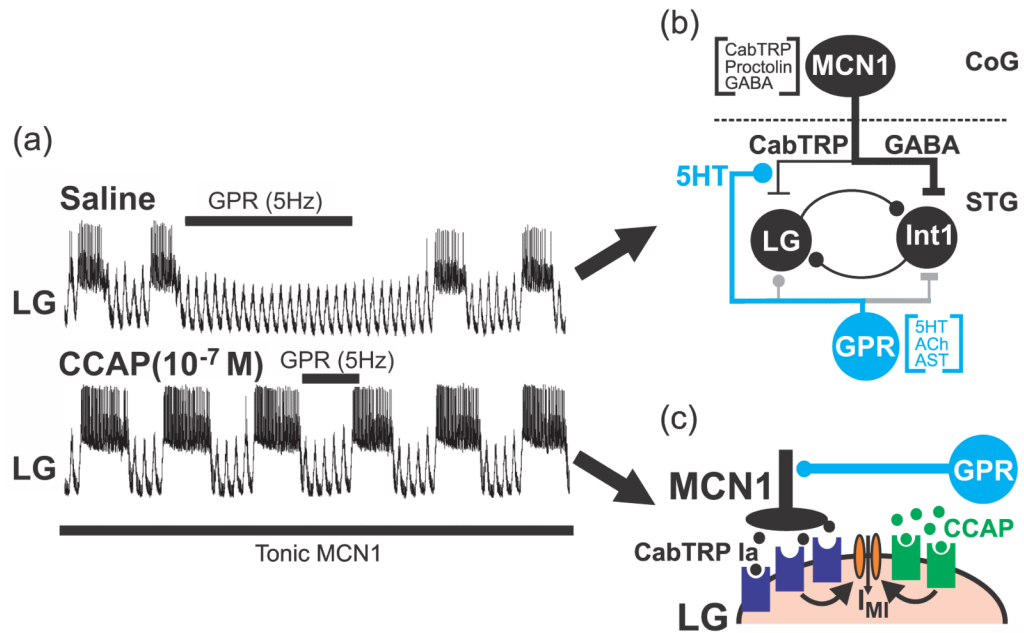 (a)
Saline
GPR (5Hz)
LG
CCAP(10⁻⁷ M)
GPR (5Hz)
LG
Tonic MCN1
(b)
CabTRP
Proctolin
GABA
MCN1
CoG
CabTRP
GABA
5HT
STG
LG
Int1
GPR
5HT
ACh
AST
(c)
MCN1
GPR
CCAP
CabTRP Ia
I_MI
LG